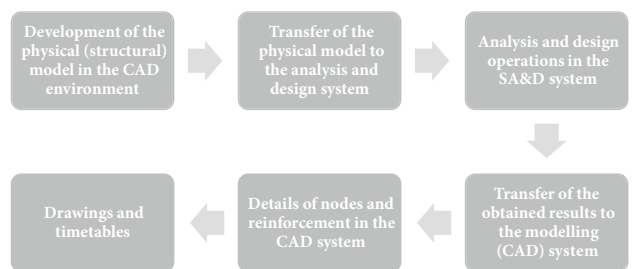 Development of the
physical (structural)
model in the CAD
environment
Transfer of the
physical model to
the analysis and
design system
Analysis and design
operations in the
SA&D system
Transfer of the
obtained results to
the modelling
(CAD) system
Details of nodes and
reinforcement in the
CAD system
Drawings and
timetables